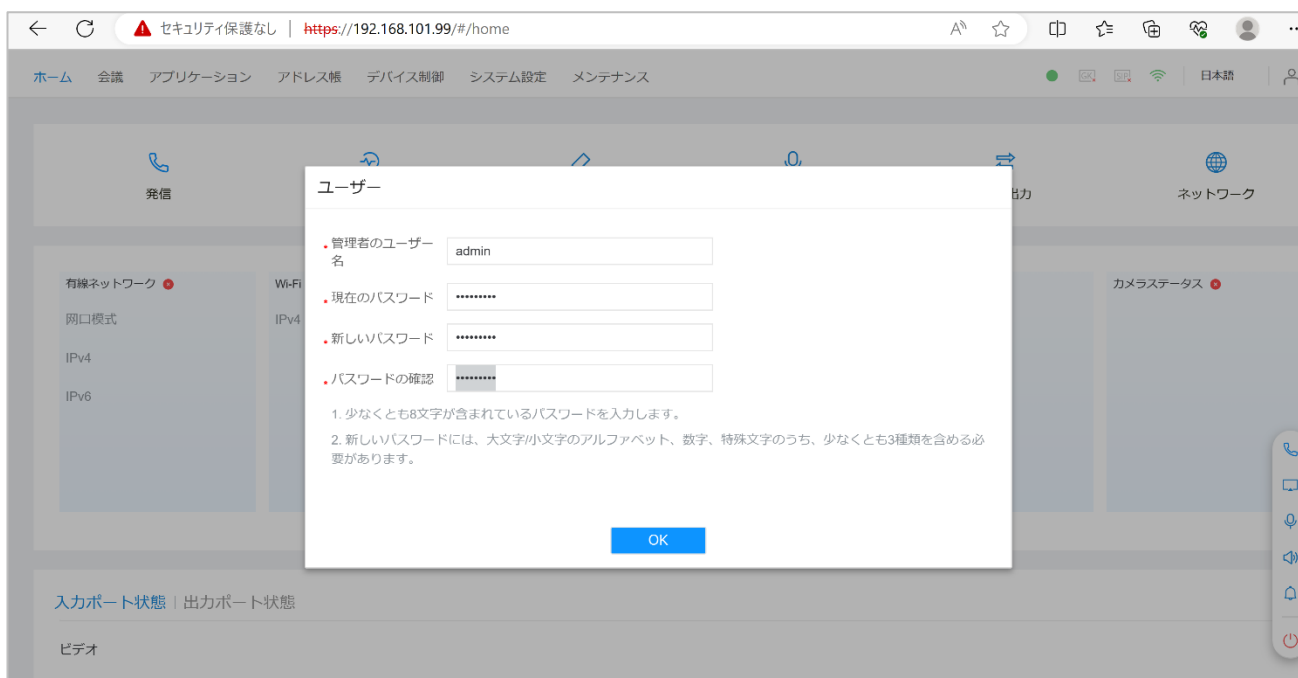 セキュリティ保護なし | https://192.168.101.99/#/home
ホーム 会議 アプリケーション アドレス帳 デバイス制御 システム設定 メンテナンス GK SIP 日本語
発信 出力 ネットワーク
ユーザー
管理者のユーザー名 admin
現在のパスワード •••••••••
新しいパスワード •••••••••
パスワードの確認 •••••••••
1. 少なくとも8文字が含まれているパスワードを入力します。
2. 新しいパスワードには、大文字/小文字のアルファベット、数字、特殊文字のうち、少なくとも3種類を含める必
要があります。
OK
有線ネットワーク Wi-Fi カメラステータス
网口模式 IPv4
IPv4
IPv6
入力ポート状態 | 出力ポート状態
ビデオ